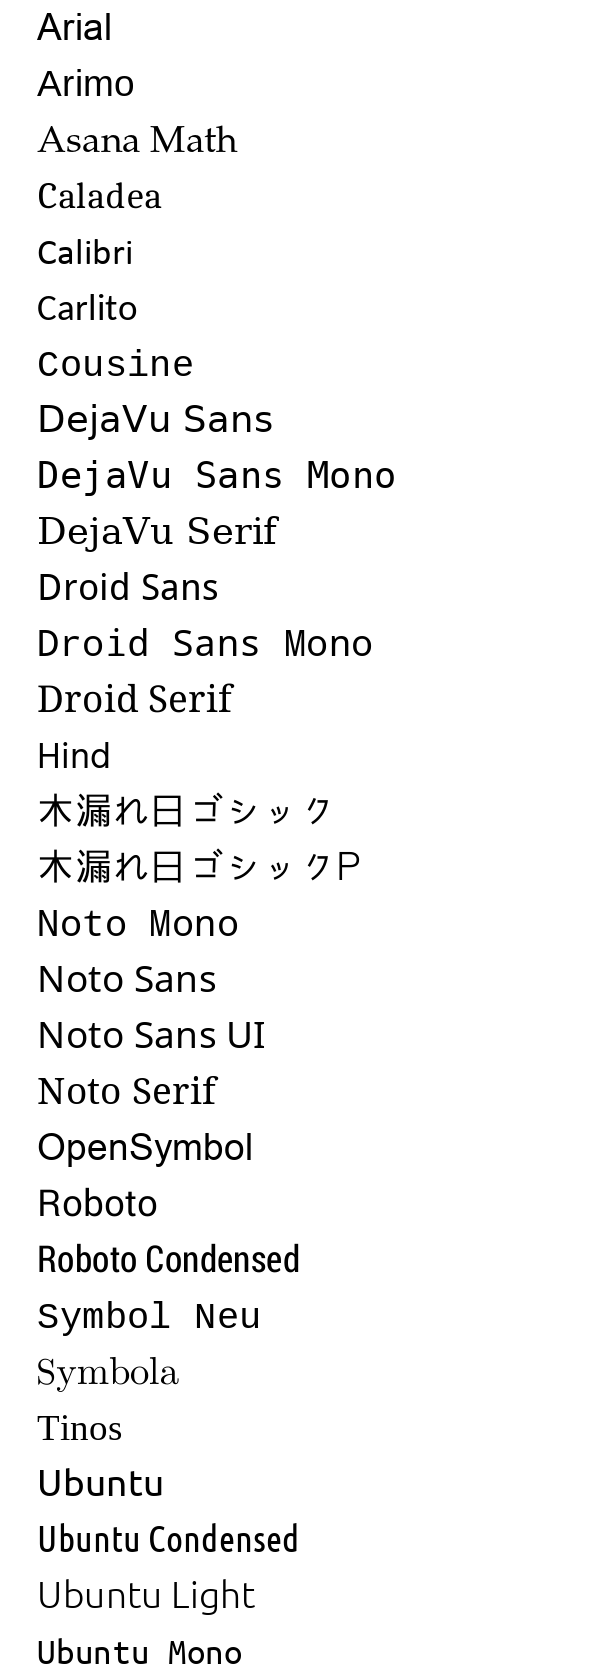 Arial
Arimo
Asana Math
Caladea
Calibri
Carlito
Cousine
DejaVu Sans
DejaVu Sans Mono
DejaVu Serif
Droid Sans
Droid Sans Mono
Droid Serif
Hind
木漏れ日ゴシック
木漏れ日ゴシックP
Noto Mono
Noto Sans
Noto Sans UI
Noto Serif
OpenSymbol
Roboto
Roboto Condensed
Symbol Neu
Symbola
Tinos
Ubuntu
Ubuntu Condensed
Ubuntu Light
Ubuntu Mono